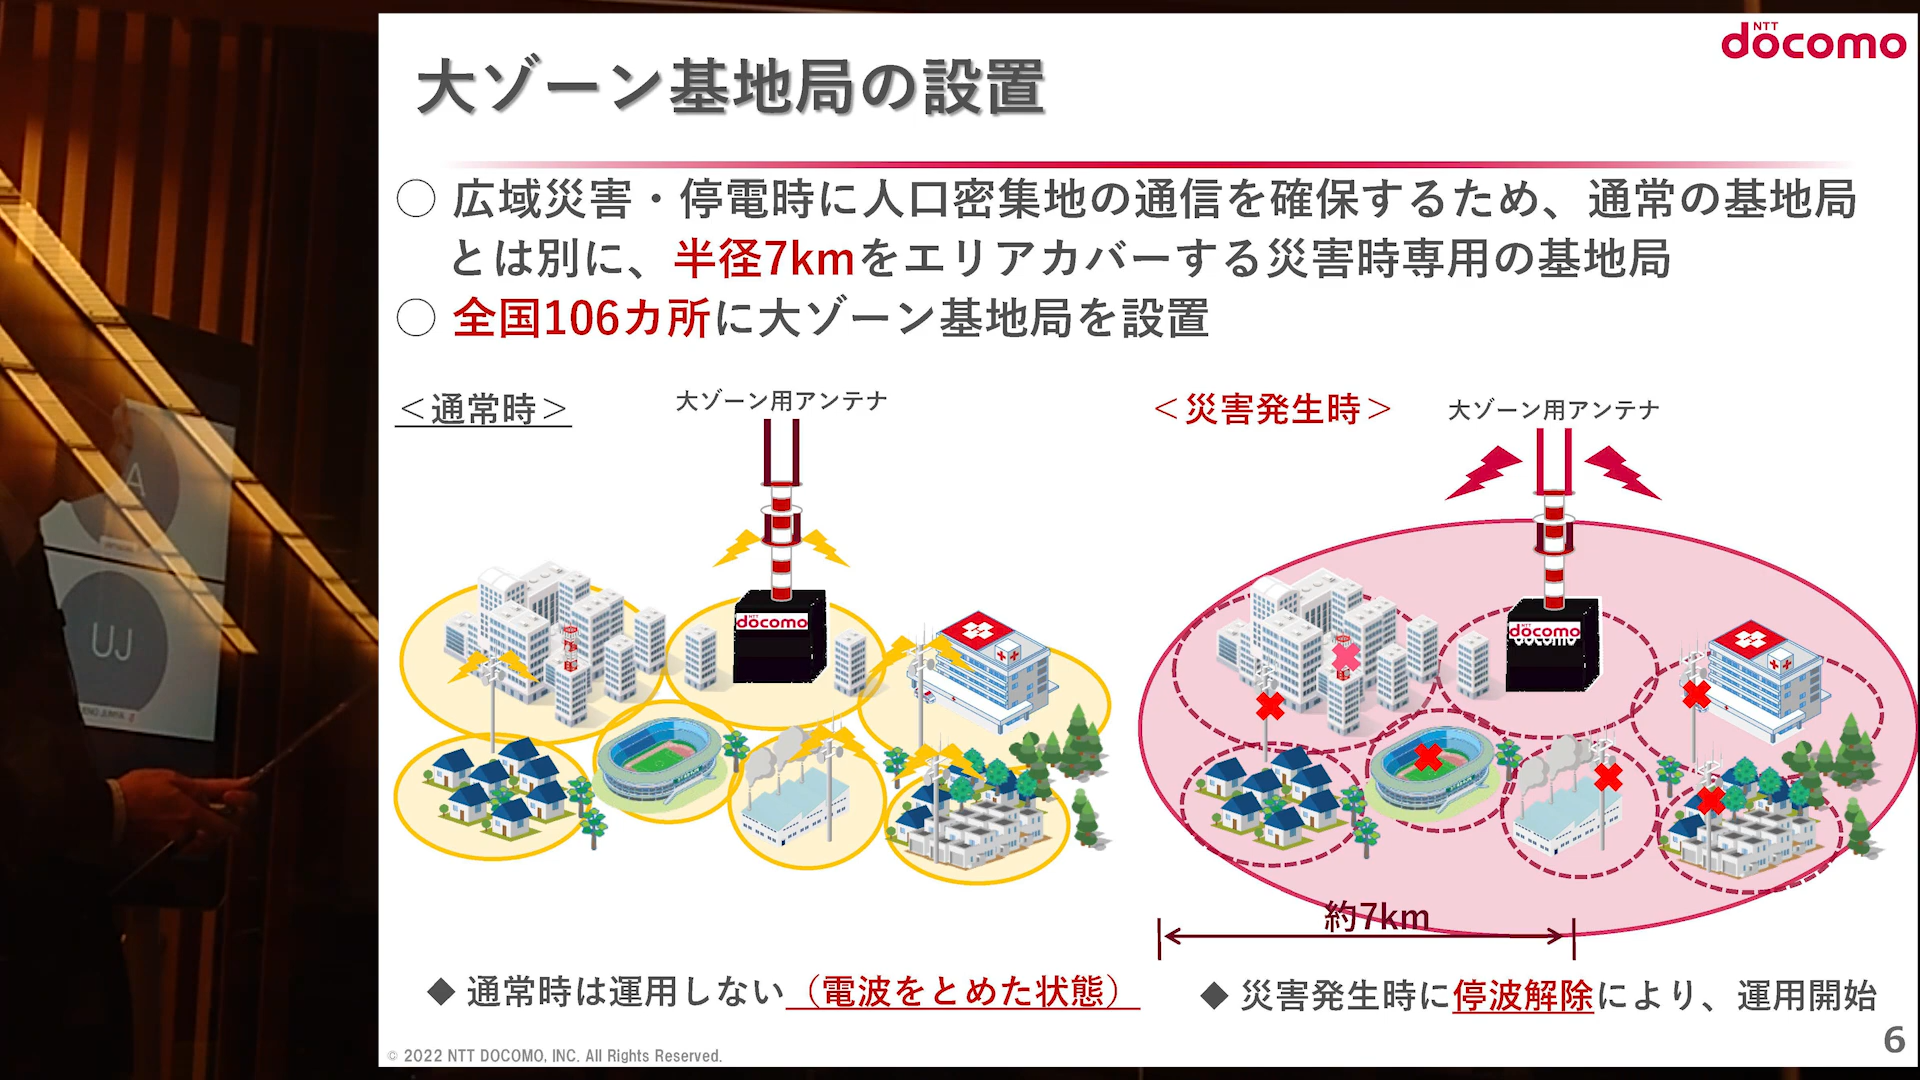 NTT
döcomo
大ゾーン基地局の設置
○ 広域災害・停電時に人口密集地の通信を確保するため、通常の基地局
とは別に、半径7kmをエリアカバーする災害時専用の基地局
○ 全国106カ所に大ゾーン基地局を設置
＜通常時＞
大ゾーン用アンテナ
NTT
döcomo
◆ 通常時は運用しない（電波をとめた状態）
＜災害発生時＞
大ゾーン用アンテナ
NTT
döcomo
約7km
◆ 災害発生時に停波解除により、運用開始
© 2022 NTT DOCOMO, INC. All Rights Reserved.
6
A
UJ